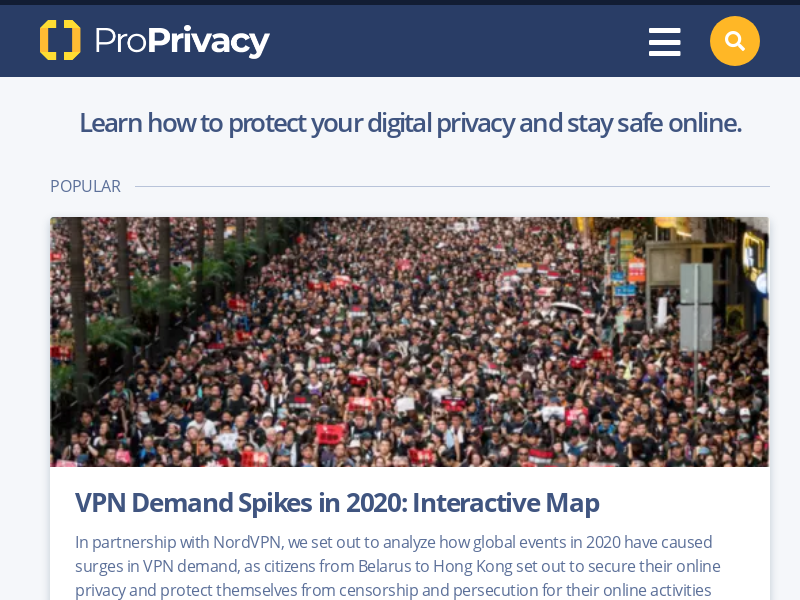 ProPrivacy
Learn how to protect your digital privacy and stay safe online.
POPULAR
VPN Demand Spikes in 2020: Interactive Map
In partnership with NordVPN, we set out to analyze how global events in 2020 have caused
surges in VPN demand, as citizens from Belarus to Hong Kong set out to secure their online
privacy and protect themselves from censorship and persecution for their online activities